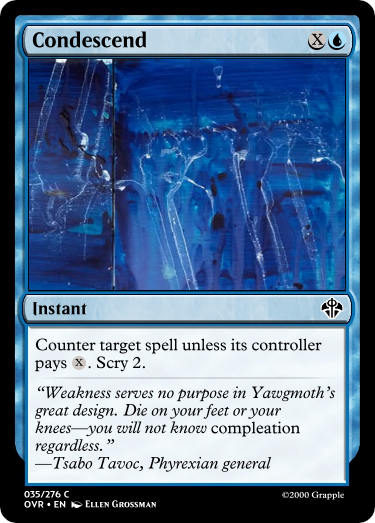 Condescend X
Instant
Counter target spell unless its controller
pays X. Scry 2.
“Weakness serves no purpose in Yawgmoth’s
great design. Die on your feet or your
knees—you will not know compleation
regardless.”
—Tsabo Tavoc, Phyrexian general
035/276 C
OVR • EN Ellen Grossman
©2000 Grapple